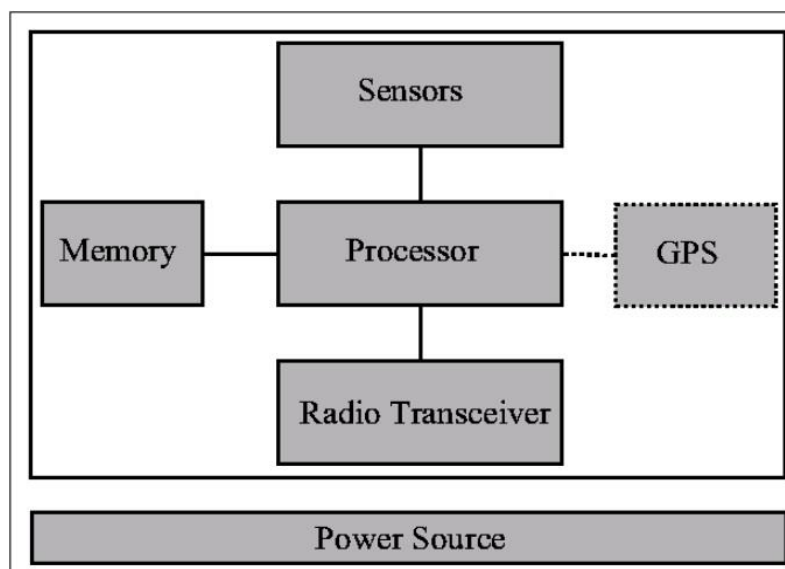 Sensors
Memory
Processor
GPS
Radio Transceiver
Power Source